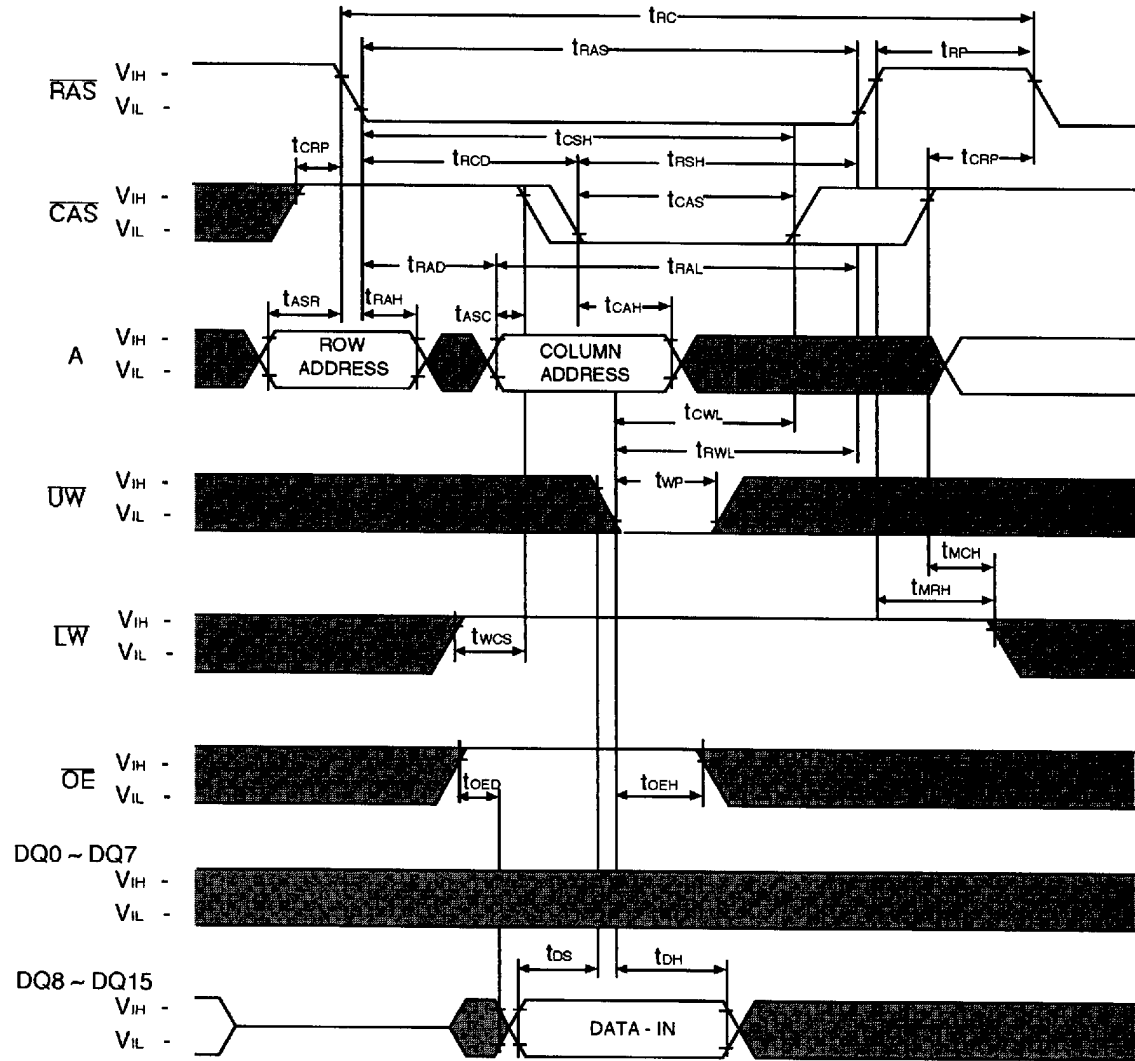 tRC
tRAS
tRP
RAS
VIH -
VIL -
tCSH
tCRP
tRCD
tRSH
tCRP
CAS
VIH -
VIL -
tCAS
tRAD
tRAL
tASR
tRAH
tASC
tCAH
A
VIH -
VIL -
ROW
ADDRESS
COLUMN
ADDRESS
tCWL
tRWL
UW
VIH -
VIL -
tWP
tMCH
tMRH
LW
VIH -
VIL -
tWCS
OE
VIH -
VIL -
tOED
tOEH
DQ0 ~ DQ7
VIH -
VIL -
tDS
tDH
DQ8 ~ DQ15
VIH -
VIL -
DATA - IN